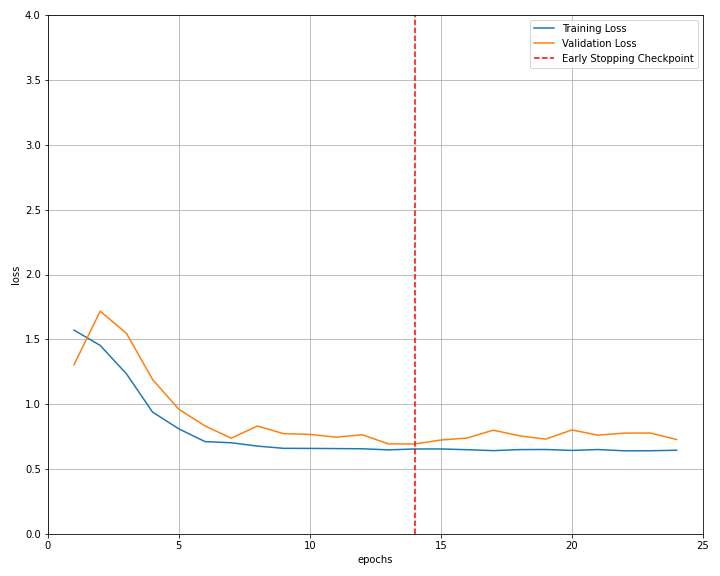 4.0
3.5
3.0
2.5
2.0
1.5
1.0
0.5
0.0
loss
0 5 10 15 20 25
epochs
Training Loss
Validation Loss
Early Stopping Checkpoint